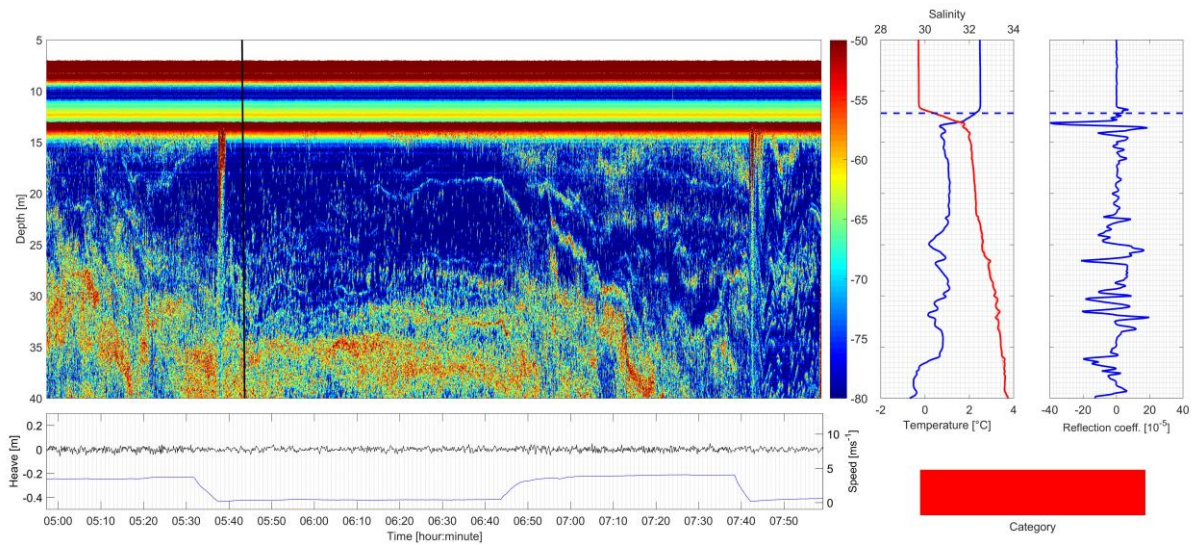 5
10
15
20
25
30
35
40
Depth [m]
-50
-55
-60
-65
-70
-75
-80
Salinity
28 30 32 34
-2 0 2 4
Temperature [°C]
-40 -20 0 20 40
Reflection coeff. [10-5]
0.2
0
-0.2
-0.4
Heave [m]
10
5
0
Speed [ms-1]
05:00 05:10 05:20 05:30 05:40 05:50 06:00 06:10 06:20 06:30 06:40 06:50 07:00 07:10 07:20 07:30 07:40 07:50
Time [hour:minute]
Category